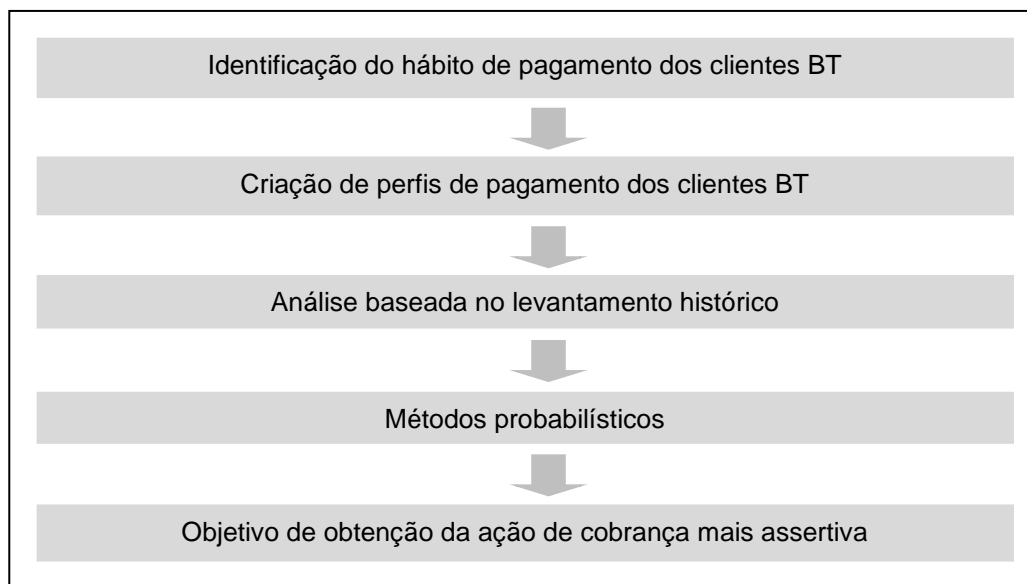 Identificação do hábito de pagamento dos clientes BT
Criação de perfis de pagamento dos clientes BT
Análise baseada no levantamento histórico
Métodos probabilísticos
Objetivo de obtenção da ação de cobrança mais assertiva